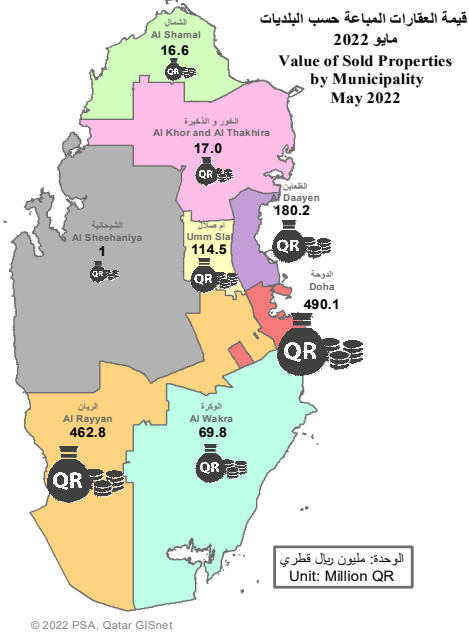 قيمة العقارات المباعة حسب البلديات
مايو 2022
Value of Sold Properties
by Municipality
May 2022
الشمال
Al Shamal
16.6
QR
الخور و الذخيرة
Al Khor and Al Thakhira
17.0
QR
الظعاين
Al Daayen
180.2
QR
الشيحانية
Al Sheehaniya
1
QR
ام صلال
Umm Slal
114.5
QR
الدوحة
Doha
490.1
QR
الريان
Al Rayyan
462.8
QR
الوكرة
Al Wakra
69.8
QR
الوحدة: مليون ريال قطري
Unit: Million QR
© 2022 PSA, Qatar GISnet